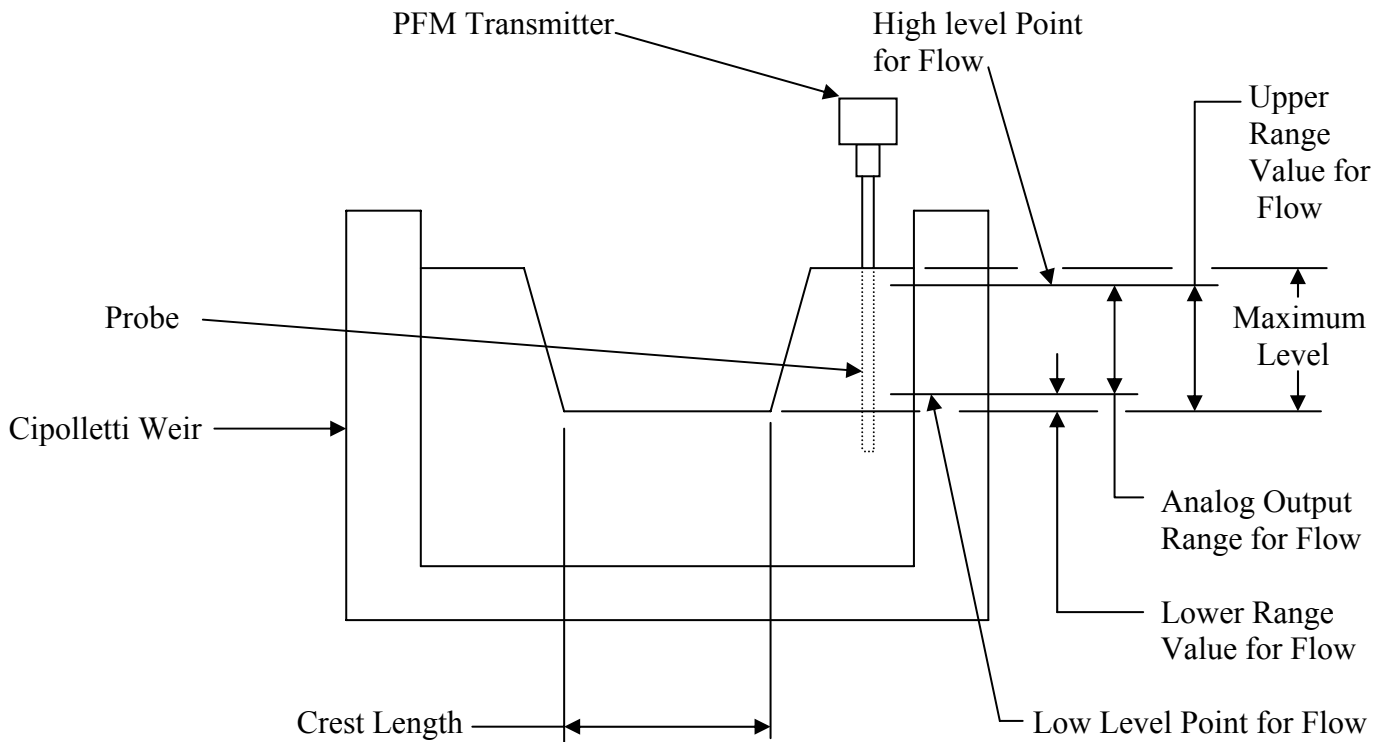 PFM Transmitter
High level Point
for Flow
Upper
Range
Value for
Flow
Probe
Maximum
Level
Cipolletti Weir
Analog Output
Range for Flow
Lower Range
Value for Flow
Crest Length
Low Level Point for Flow